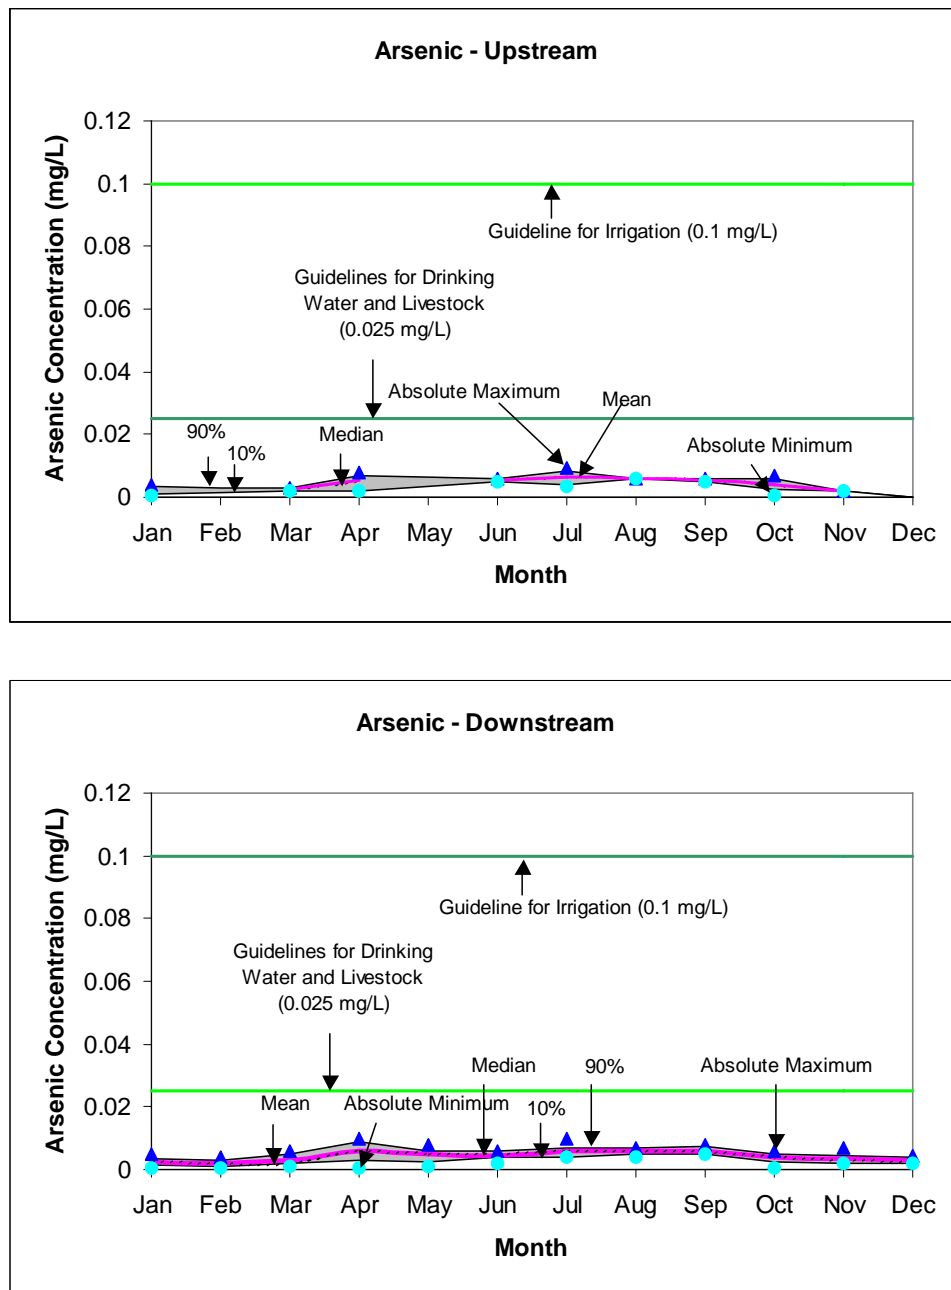 Arsenic - Upstream
Arsenic Concentration (mg/L)
0.12
0.1
0.08
0.06
0.04
0.02
0
Guideline for Irrigation (0.1 mg/L)
Guidelines for Drinking
Water and Livestock
(0.025 mg/L)
Absolute Maximum
Mean
90%
10%
Median
Absolute Minimum
Jan Feb Mar Apr May Jun Jul Aug Sep Oct Nov Dec
Month
Arsenic - Downstream
Arsenic Concentration (mg/L)
0.12
0.1
0.08
0.06
0.04
0.02
0
Guideline for Irrigation (0.1 mg/L)
Guidelines for Drinking
Water and Livestock
(0.025 mg/L)
Median
90%
Absolute Maximum
Mean
Absolute Minimum
10%
Jan Feb Mar Apr May Jun Jul Aug Sep Oct Nov Dec
Month